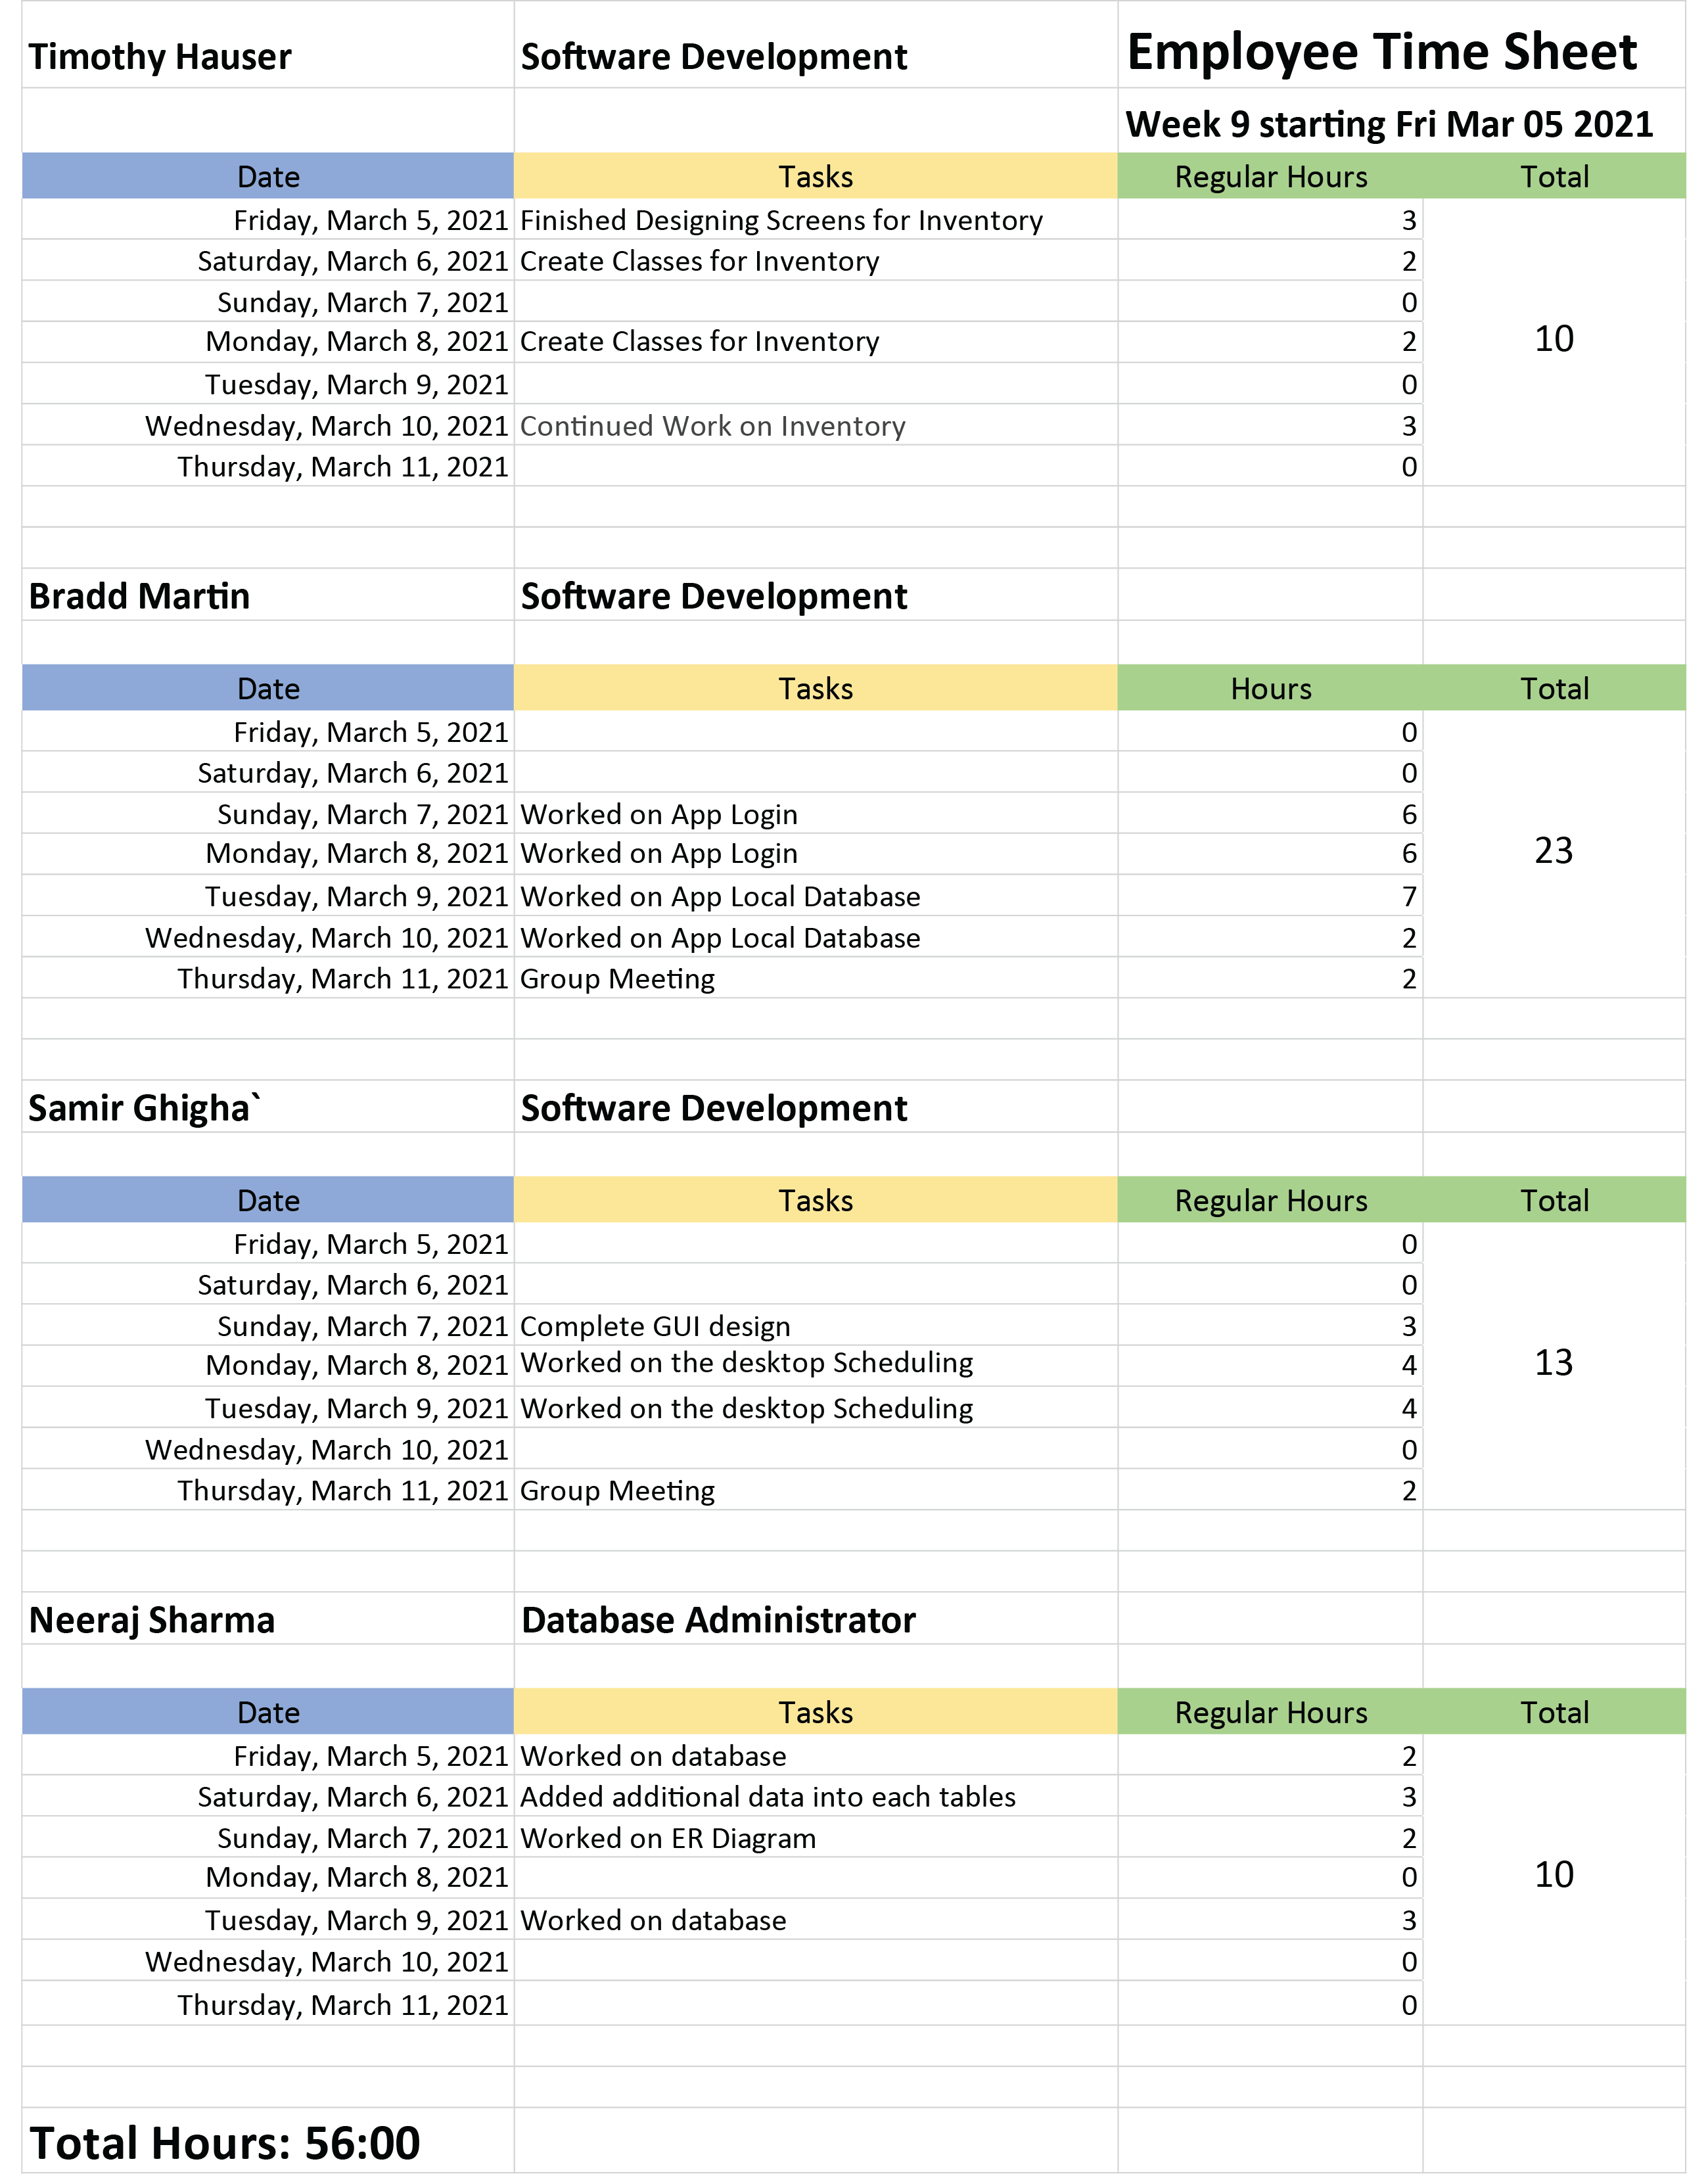 Timothy Hauser Software Development Employee Time Sheet
Week 9 starting Fri Mar 05 2021
Date Tasks Regular Hours Total
Friday, March 5, 2021 Finished Designing Screens for Inventory 3
Saturday, March 6, 2021 Create Classes for Inventory 2
Sunday, March 7, 2021 0
Monday, March 8, 2021 Create Classes for Inventory 2 10
Tuesday, March 9, 2021 0
Wednesday, March 10, 2021 Continued Work on Inventory 3
Thursday, March 11, 2021 0
Bradd Martin Software Development
Date Tasks Hours Total
Friday, March 5, 2021 0
Saturday, March 6, 2021 0
Sunday, March 7, 2021 Worked on App Login 6
Monday, March 8, 2021 Worked on App Login 6 23
Tuesday, March 9, 2021 Worked on App Local Database 7
Wednesday, March 10, 2021 Worked on App Local Database 2
Thursday, March 11, 2021 Group Meeting 2
Samir Ghigha` Software Development
Date Tasks Regular Hours Total
Friday, March 5, 2021 0
Saturday, March 6, 2021 0
Sunday, March 7, 2021 Complete GUI design 3
Monday, March 8, 2021 Worked on the desktop Scheduling 4 13
Tuesday, March 9, 2021 Worked on the desktop Scheduling 4
Wednesday, March 10, 2021 0
Thursday, March 11, 2021 Group Meeting 2
Neeraj Sharma Database Administrator
Date Tasks Regular Hours Total
Friday, March 5, 2021 Worked on database 2
Saturday, March 6, 2021 Added additional data into each tables 3
Sunday, March 7, 2021 Worked on ER Diagram 2
Monday, March 8, 2021 0 10
Tuesday, March 9, 2021 Worked on database 3
Wednesday, March 10, 2021 0
Thursday, March 11, 2021 0
Total Hours: 56:00